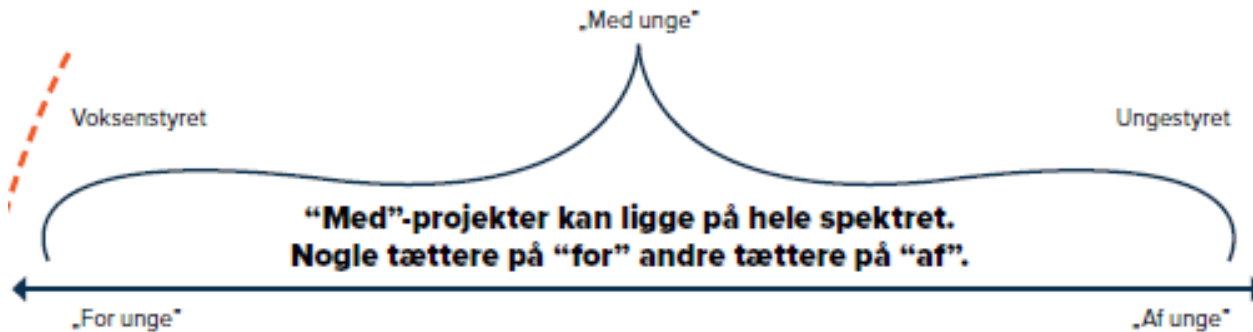 „Med unge”
Voksenstyret
Ungestyret
“Med”-projekter kan ligge på hele spektret.
Nogle tættere på “for” andre tættere på “af”.
„For unge”
„Af unge”